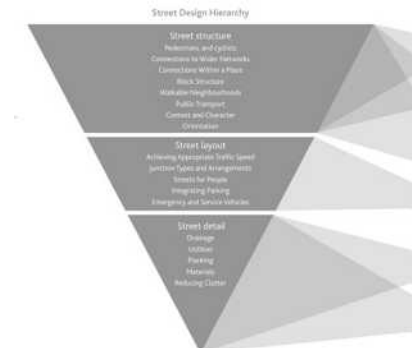 Street Design Hierarchy
Street structure
Pedestrians and cyclists
Connections to Wider Networks
Connections Within a Place
Block Structure
Walkable Neighbourhoods
Public Transport
Context and Character
Orientation
Street layout
Achieving Appropriate Traffic Speed
Junction Types and Arrangements
Streets for People
Integrating Parking
Emergency and Service Vehicles
Street detail
Drainage
Utilities
Planting
Materials
Reducing Clutter